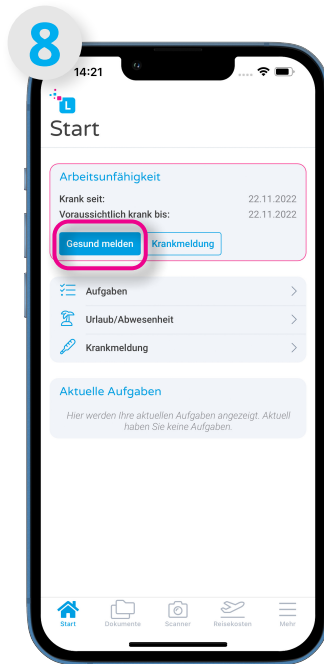 8
14:21
L
Start
Arbeitsunfähigkeit
Krank seit: 22.11.2022
Voraussichtlich krank bis: 22.11.2022
Gesund melden Krankmeldung
Aufgaben
Urlaub/Abwesenheit
Krankmeldung
Aktuelle Aufgaben
Hier werden Ihre aktuellen Aufgaben angezeigt. Aktuell
haben Sie keine Aufgaben.
Start Dokumente Scanner Reisekosten Mehr